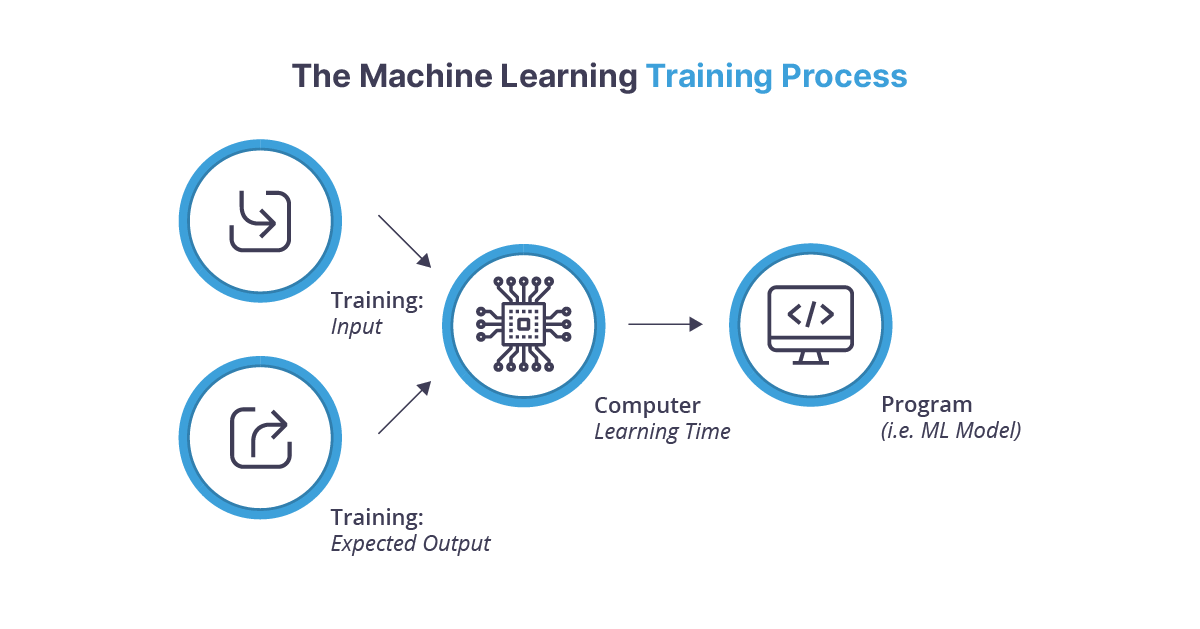 The Machine Learning Training Process
Training:
Input
Computer
Learning Time
</>
Program
(i.e. ML Model)
Training:
Expected Output